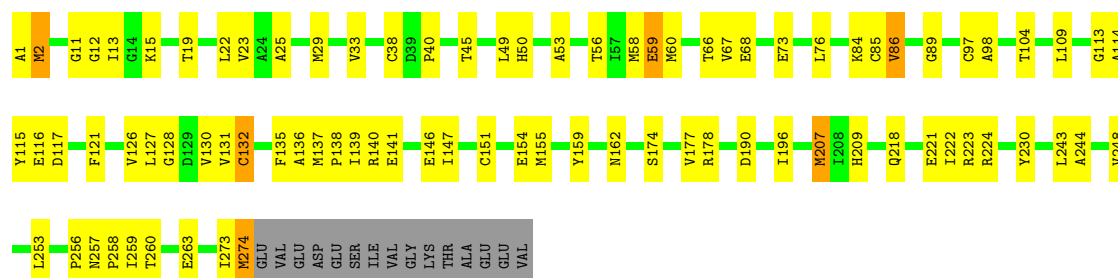 A1 M2 G11 G12 I13 G14 K15 T19 L22 V23 A24 A25 M29 V33 C38 D39 P40 T45 L49 H50 A53 T56 I57 M58 E59 M60 T66 V67 E68 E73 L76 K84 C85 V86 G89 C97 A98 T104 L109 G113 A114
Y115 E116 D117 F121 V126 L127 G128 D129 V130 V131 C132 F135 A136 M137 P138 I139 R140 E141 E146 I147 C151 E154 M155 Y159 N162 S174 V177 R178 D190 I196 M207 I208 H209 Q218 E221 I222 R223 R224 Y230 L243 A244
L253 P256 N257 P258 I259 T260 E263 I273 M274 GLU VAL GLU ASP GLU SER ILE VAL GLY LYS THR ALA GLU GLU VAL